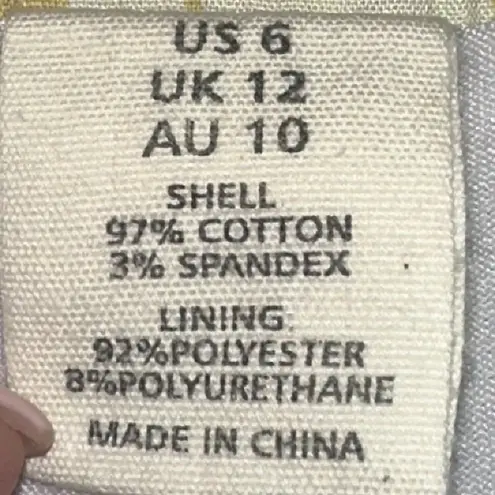 US 6
UK 12
AU 10
SHELL
97% COTTON
3% SPANDEX
LINING
92%POLYESTER
8%POLYURETHANE
MADE IN CHINA